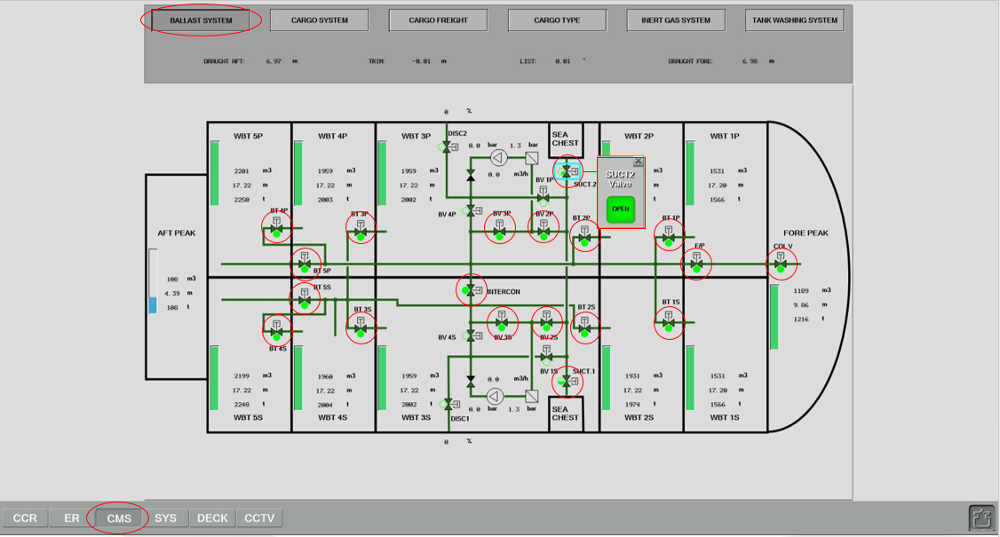 BALLAST SYSTEM
CARGO SYSTEM
CARGO FREIGHT
CARGO TYPE
INERT GAS SYSTEM
TANK WASHING SYSTEM
DRAUGHT AFT: 6.97 m
TRIM: -0.01 m
LIST: 0.01 °
DRAUGHT FORE: 6.98 m
0 %
WBT 5P
WBT 4P
WBT 3P
DISC2
SEA
CHEST
WBT 2P
WBT 1P
0.0 bar
1.3 bar
0.0 m3/h
2201 m3
17.22 m
2250 t
1959 m3
17.22 m
2003 t
1959 m3
17.22 m
2002 t
SUCT2
Valve
OPEN
m3
m
t
1531 m3
17.20 m
1566 t
BV 1P
SUCT.2
BT 4P
BT 3P
BV 4P
BV 3P
BV 2P
BT 2P
BT 1P
AFT PEAK
FORE PEAK
F/P
COL V
BT 5P
100 m3
4.39 m
108 t
BT 5S
INTERCON
1189 m3
9.06 m
1216 t
BT 3S
BT 2S
BT 1S
BT 4S
BV 4S
BV 3S
BV 2S
BV 1S
SUCT.1
2199 m3
17.22 m
2248 t
1960 m3
17.22 m
2004 t
1959 m3
17.22 m
2002 t
0.0 m3/h
0.0 bar
1.3 bar
1931 m3
17.22 m
1974 t
1531 m3
17.20 m
1566 t
WBT 5S
WBT 4S
WBT 3S
DISC1
SEA
CHEST
WBT 2S
WBT 1S
0 %
CCR
ER
CMS
SYS
DECK
CCTV